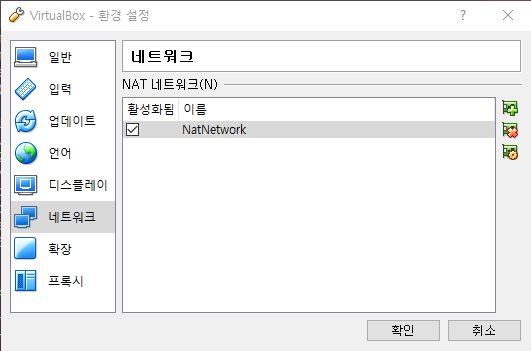 VirtualBox - 환경 설정
일반
입력
업데이트
언어
디스플레이
네트워크
확장
프록시
네트워크
NAT 네트워크(N)
활성화됨 이름
NatNetwork
확인 취소